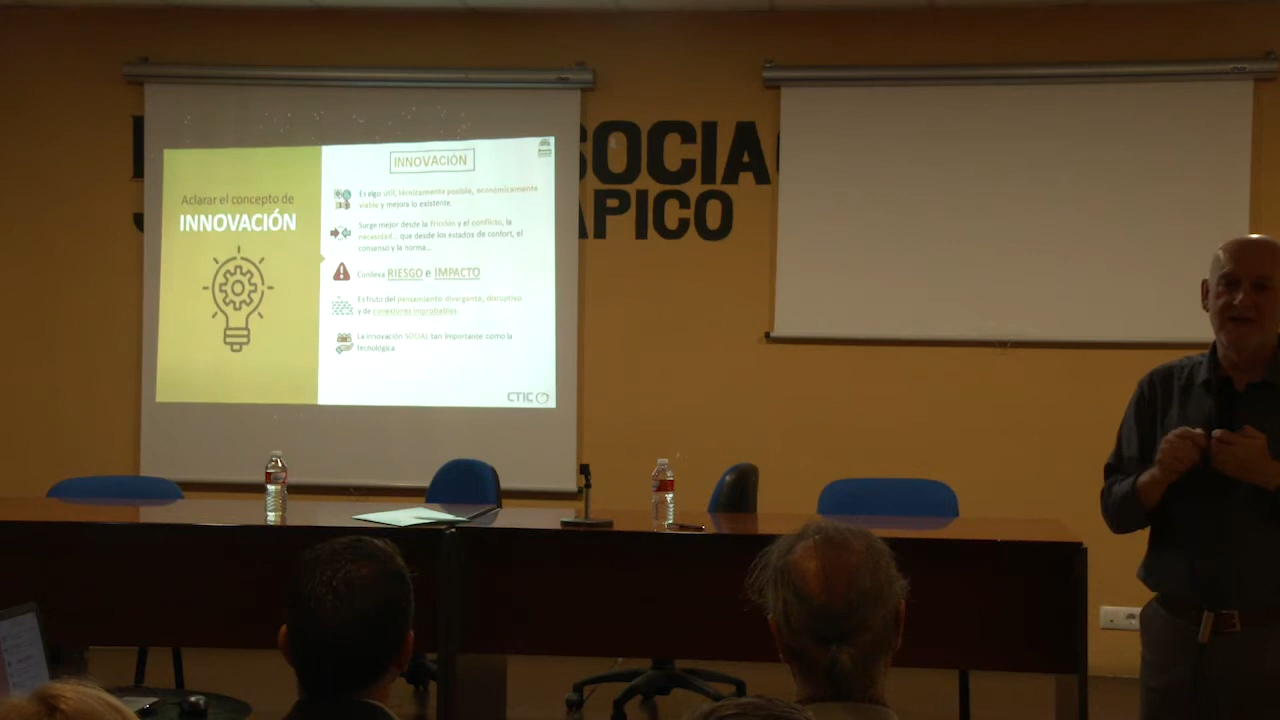 SOCIA
APICO
Aclarar el concepto de
INNOVACIÓN
INNOVACIÓN
Es algo útil, técnicamente posible, económicamente
viable y mejora lo existente.
Surge mejor desde la fricción y el conflicto, la
necesidad... que desde los estados de confort, el
consenso y la norma...
Conlleva RIESGO e IMPACTO
Es fruto del pensamiento divergente, disruptivo
y de conexiones improbables.
La innovación SOCIAL tan importante como la
tecnológica
CTIC